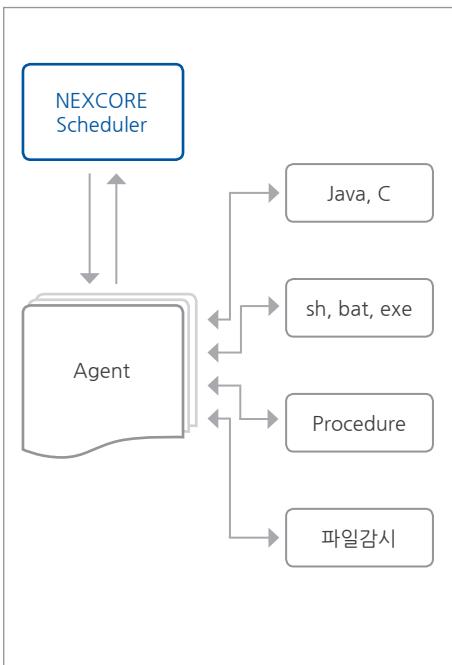 NEXCORE
Scheduler
Java, C
sh, bat, exe
Agent
Procedure
파일감시